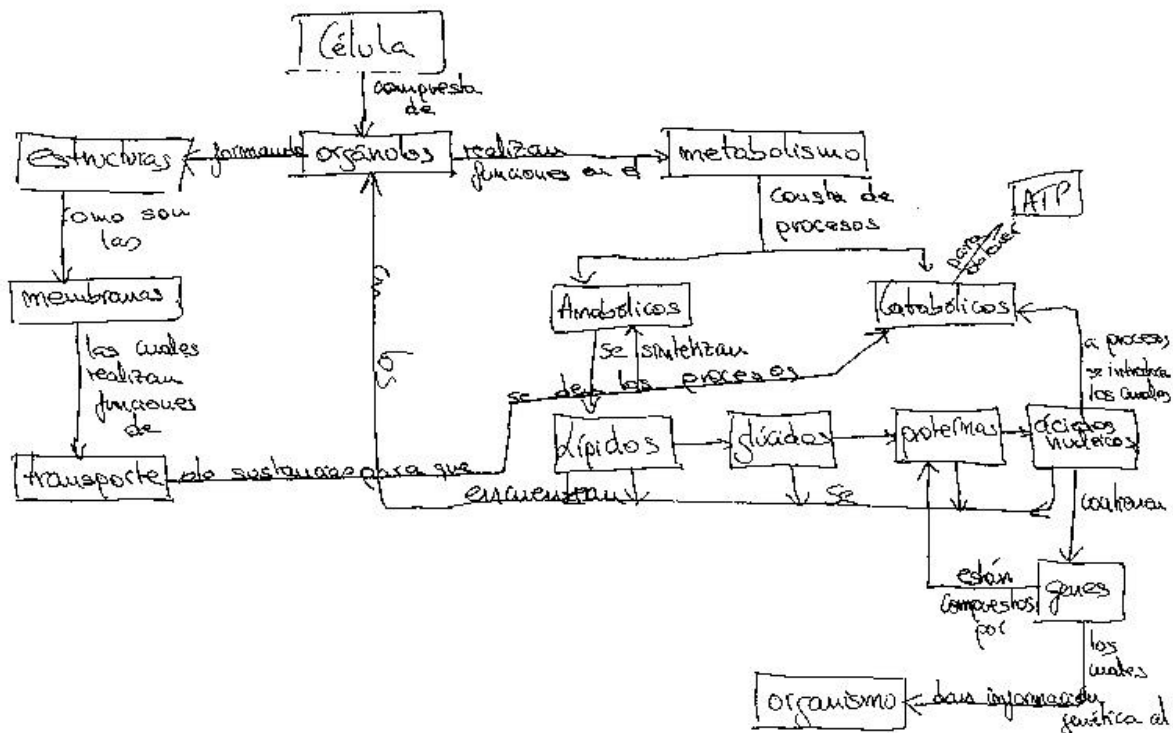 Célula
compuesta
de
estructuras
formando
orgánulos
realizan
funciones en el
metabolismo
como son
las
consta de
procesos
ATP
para
obtener
membranas
Anabólicos
Catabólicos
las cuales
realizan
funciones
de
se sintetizan
se den los procesos
a procesos
se introducen
los cuales
transporte
de sustancias para que
Lípidos
glúcidos
proteínas
ácidos
nucleicos
encuentran
se
contienen
están
compuestos
por
genes
los
cuales
organismo
dan información
genética al